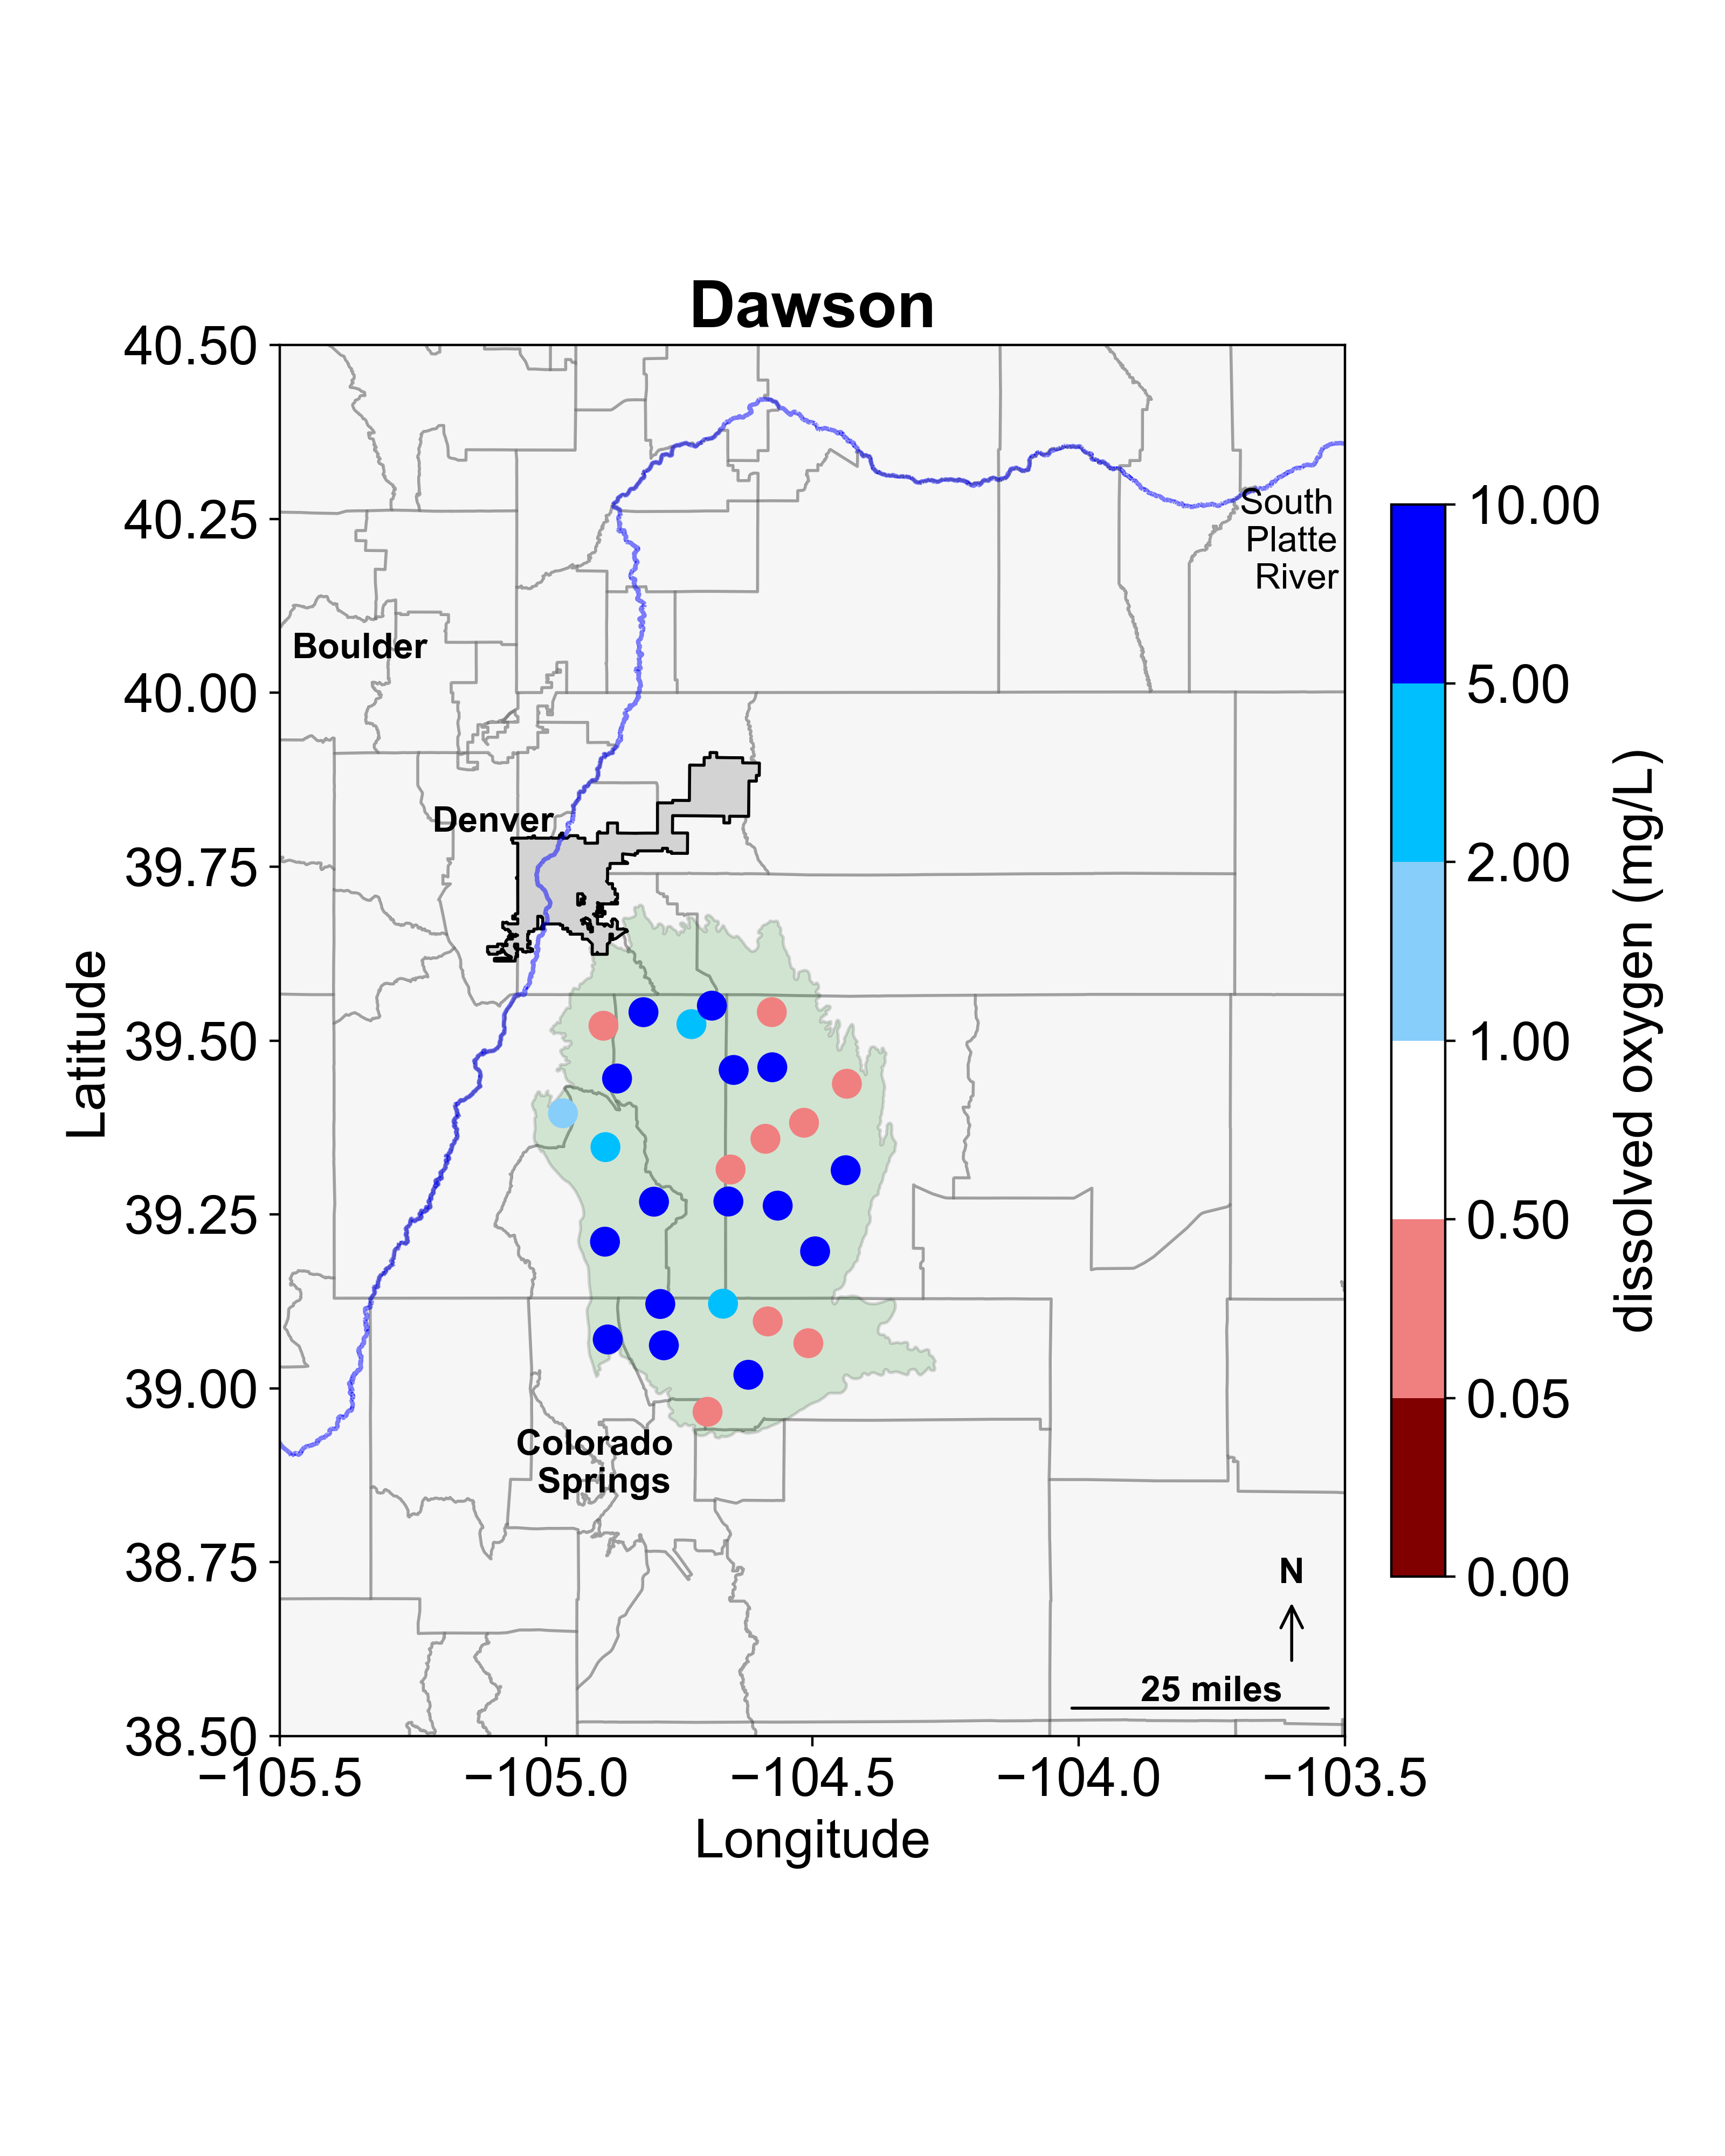 Dawson
40.50
40.25
40.00
39.75
39.50
39.25
39.00
38.75
38.50
Latitude
South
Platte
River
Boulder
Denver
Colorado
Springs
N
25 miles
−105.5
−105.0
−104.5
−104.0
−103.5
Longitude
10.00
5.00
2.00
1.00
0.50
0.05
0.00
dissolved oxygen (mg/L)